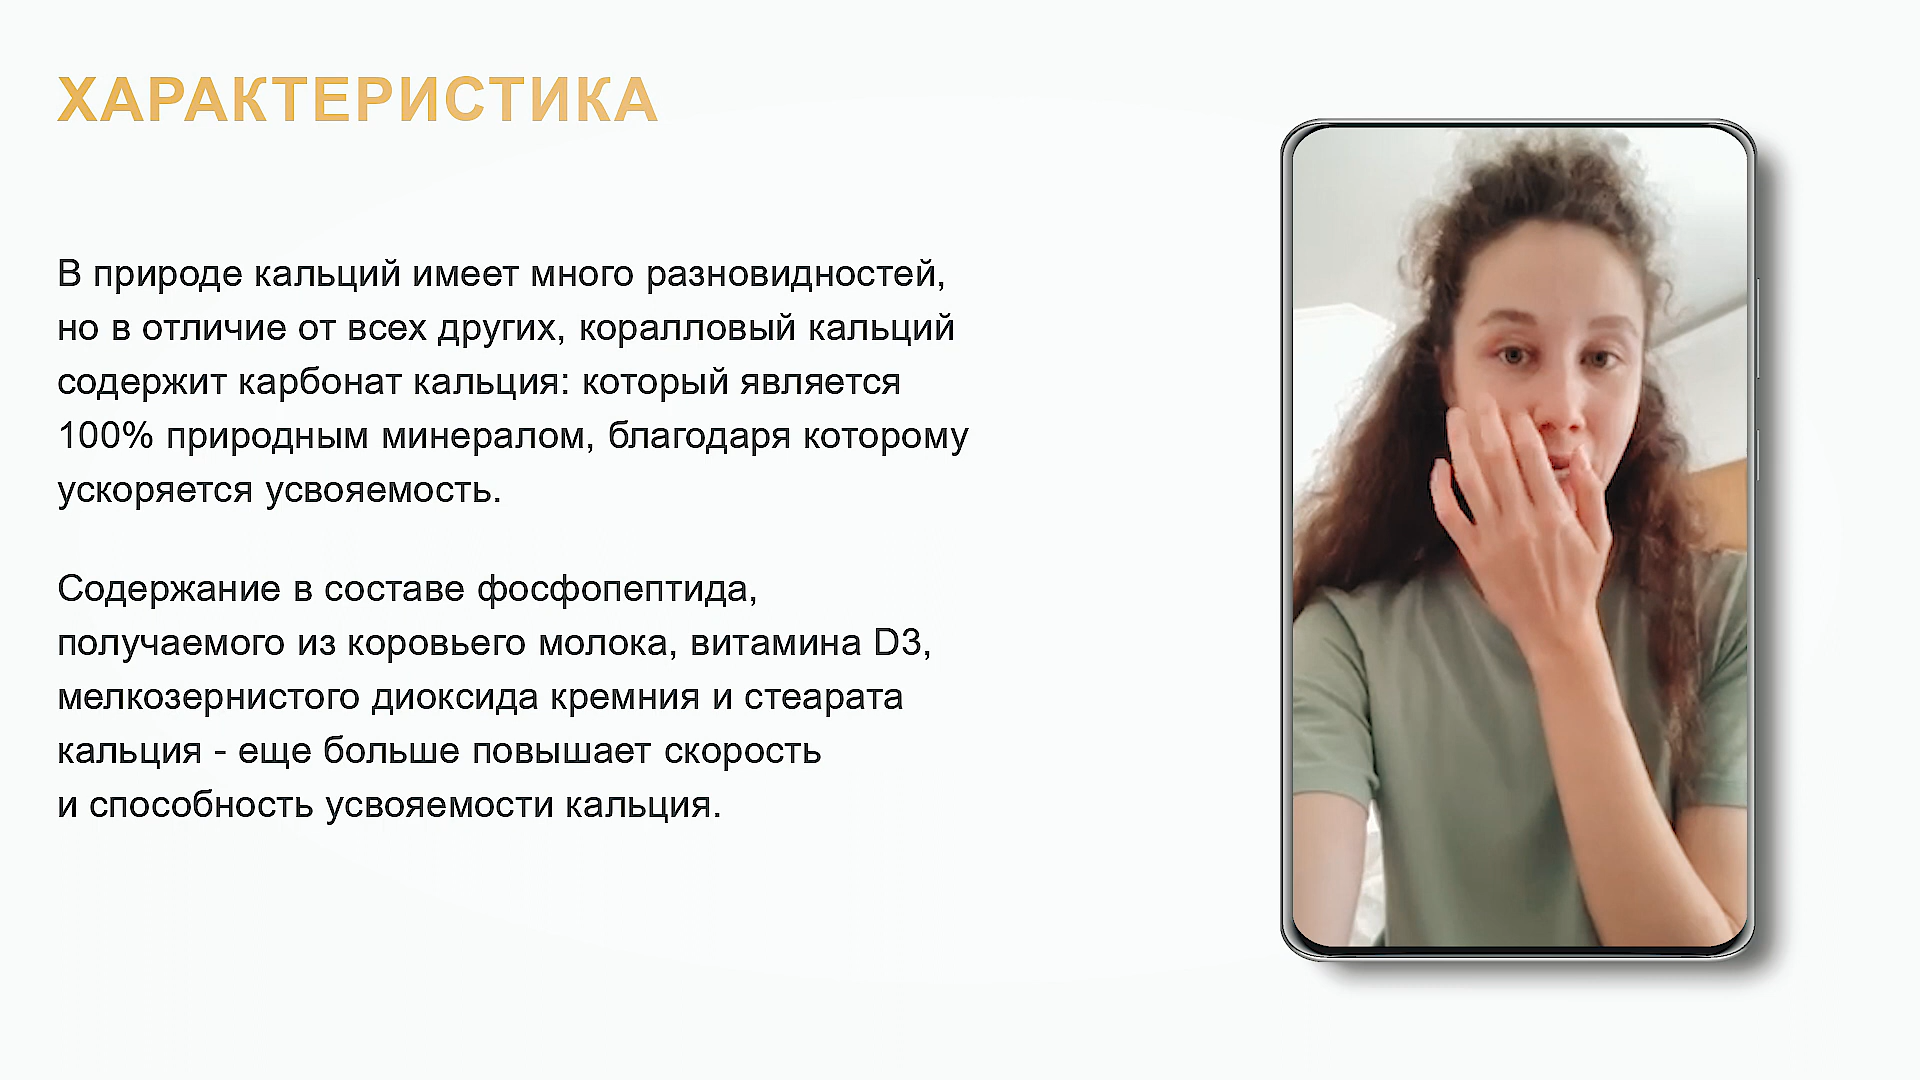 ХАРАКТЕРИСТИКА
В природе кальций имеет много разновидностей,
но в отличие от всех других, коралловый кальций
содержит карбонат кальция: который является
100% природным минералом, благодаря которому
ускоряется усвояемость.
Содержание в составе фосфопептида,
получаемого из коровьего молока, витамина D3,
мелкозернистого диоксида кремния и стеарата
кальция - еще больше повышает скорость
и способность усвояемости кальция.